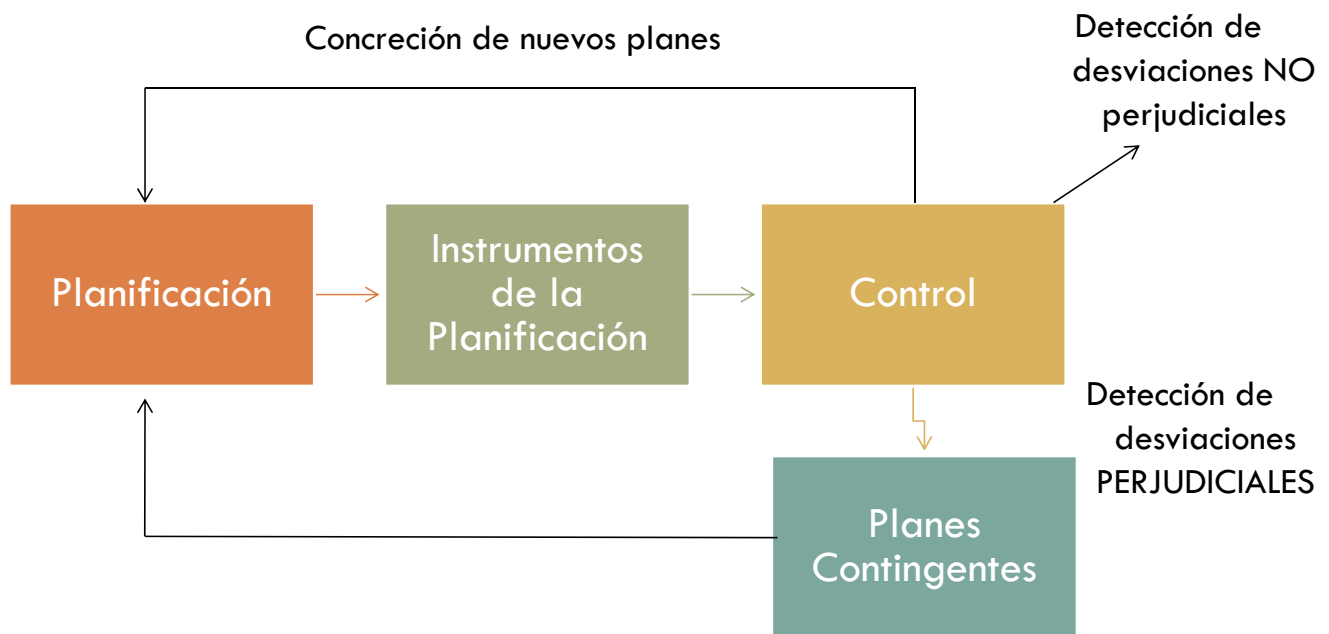 Concreción de nuevos planes
Detección de
desviaciones NO
perjudiciales
Planificación
Instrumentos
de la
Planificación
Control
Detección de
desviaciones
PERJUDICIALES
Planes
Contingentes